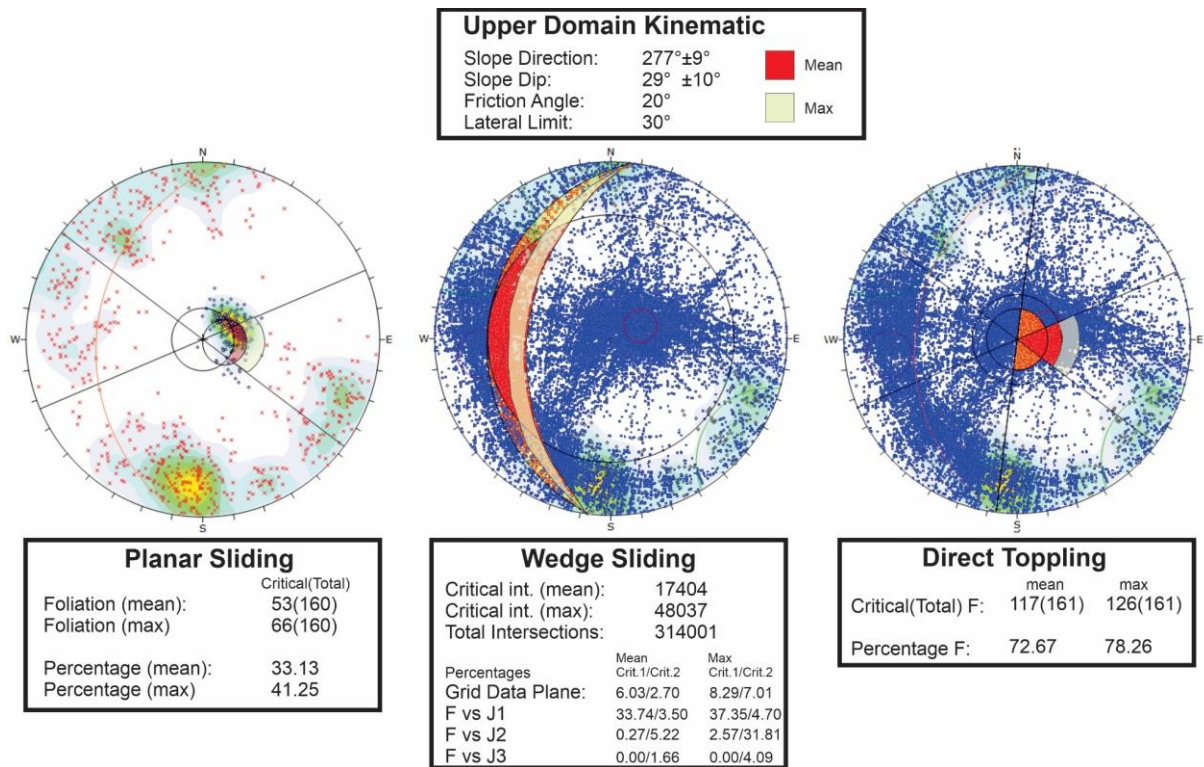 Upper Domain Kinematic
Slope Direction: 277°±9°
Slope Dip: 29° ±10°
Friction Angle: 20°
Lateral Limit: 30°
Mean
Max
N
W
E
S
N
W
E
S
N
W
E
S
Planar Sliding
Critical(Total)
Foliation (mean): 53(160)
Foliation (max) 66(160)
Percentage (mean): 33.13
Percentage (max) 41.25
Wedge Sliding
Critical int. (mean): 17404
Critical int. (max): 48037
Total Intersections: 314001
Mean Max
Percentages Crit.1/Crit.2 Crit.1/Crit.2
Grid Data Plane: 6.03/2.70 8.29/7.01
F vs J1 33.74/3.50 37.35/4.70
F vs J2 0.27/5.22 2.57/31.81
F vs J3 0.00/1.66 0.00/4.09
Direct Toppling
mean max
Critical(Total) F: 117(161) 126(161)
Percentage F: 72.67 78.26